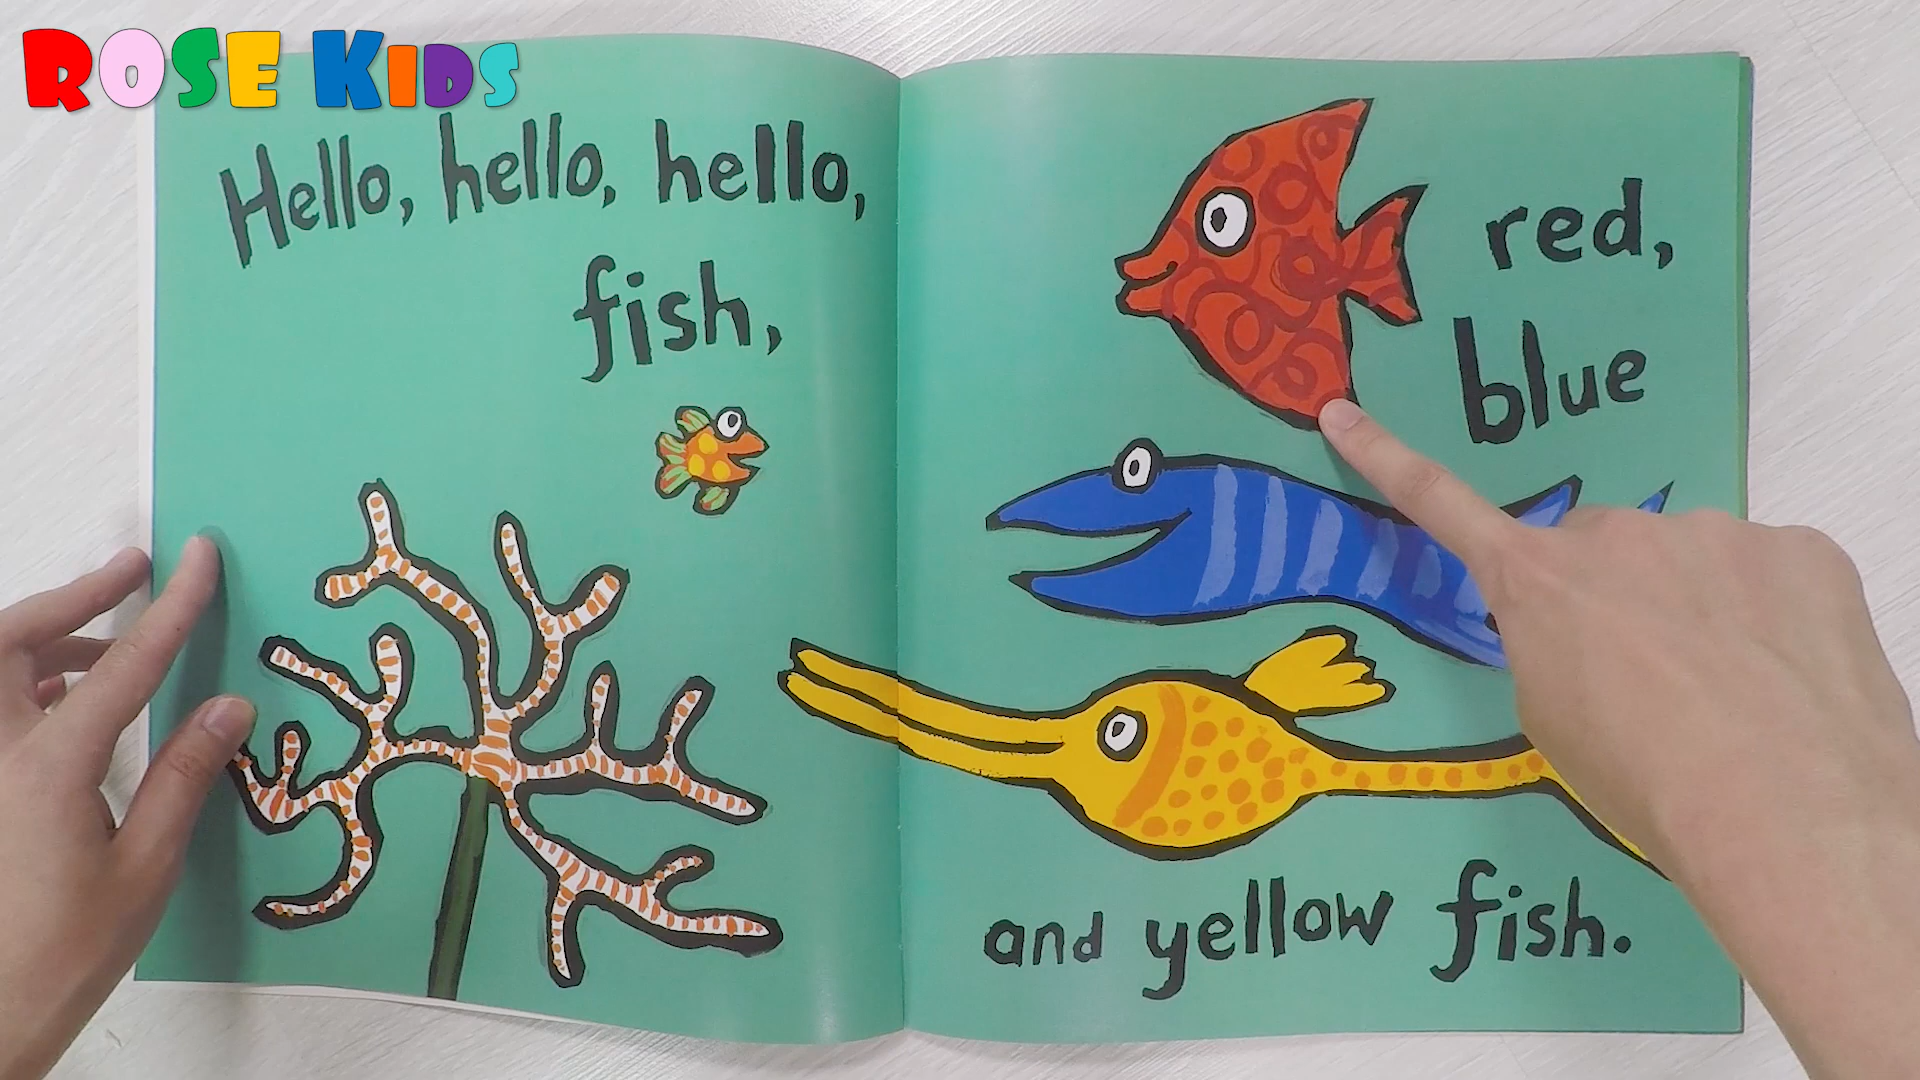 ROSE KIDS
Hello, hello, hello,
fish,
red,
blue
and yellow fish.